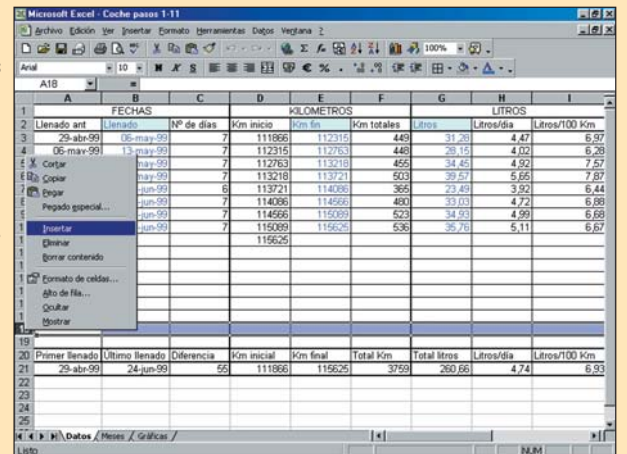 Microsoft Excel - Coche pasos 1-11
Archivo Edición Ver Insertar Formato Herramientas Datos Ventana ?
100%
Arial 10 N K S € % .
A18 =
A B C D E F G H I
1 FECHAS KILOMETROS LITROS
2 Llenado ant Llenado Nº de días Km inicio Km fin Km totales Litros Litros/día Litros/100 Km
3 29-abr-99 06-may-99 7 111866 112315 449 31,28 4,47 6,97
4 06-may-99 13-may-99 7 112315 112763 448 28,15 4,02 6,28
may-99 7 112763 113218 455 34,45 4,92 7,57
may-99 7 113218 113721 503 39,57 5,65 7,87
-jun-99 6 113721 114086 365 23,49 3,92 6,44
-jun-99 7 114086 114566 480 33,03 4,72 6,88
-jun-99 7 114566 115089 523 34,93 4,99 6,68
-jun-99 7 115089 115625 536 35,76 5,11 6,67
115625
Cortar
Copiar
Pegar
Pegado especial...
Insertar
Eliminar
Borrar contenido
Formato de celdas...
Alto de fila...
Ocultar
Mostrar
19
20 Primer llenado Último llenado Diferencia Km inicial Km final Total Km Total litros Litros/día Litros/100 Km
21 29-abr-99 24-jun-99 55 111866 115625 3759 260,66 4,74 6,93
22
23
24
25
Datos / Meses / Gráficas /
Listo NUM